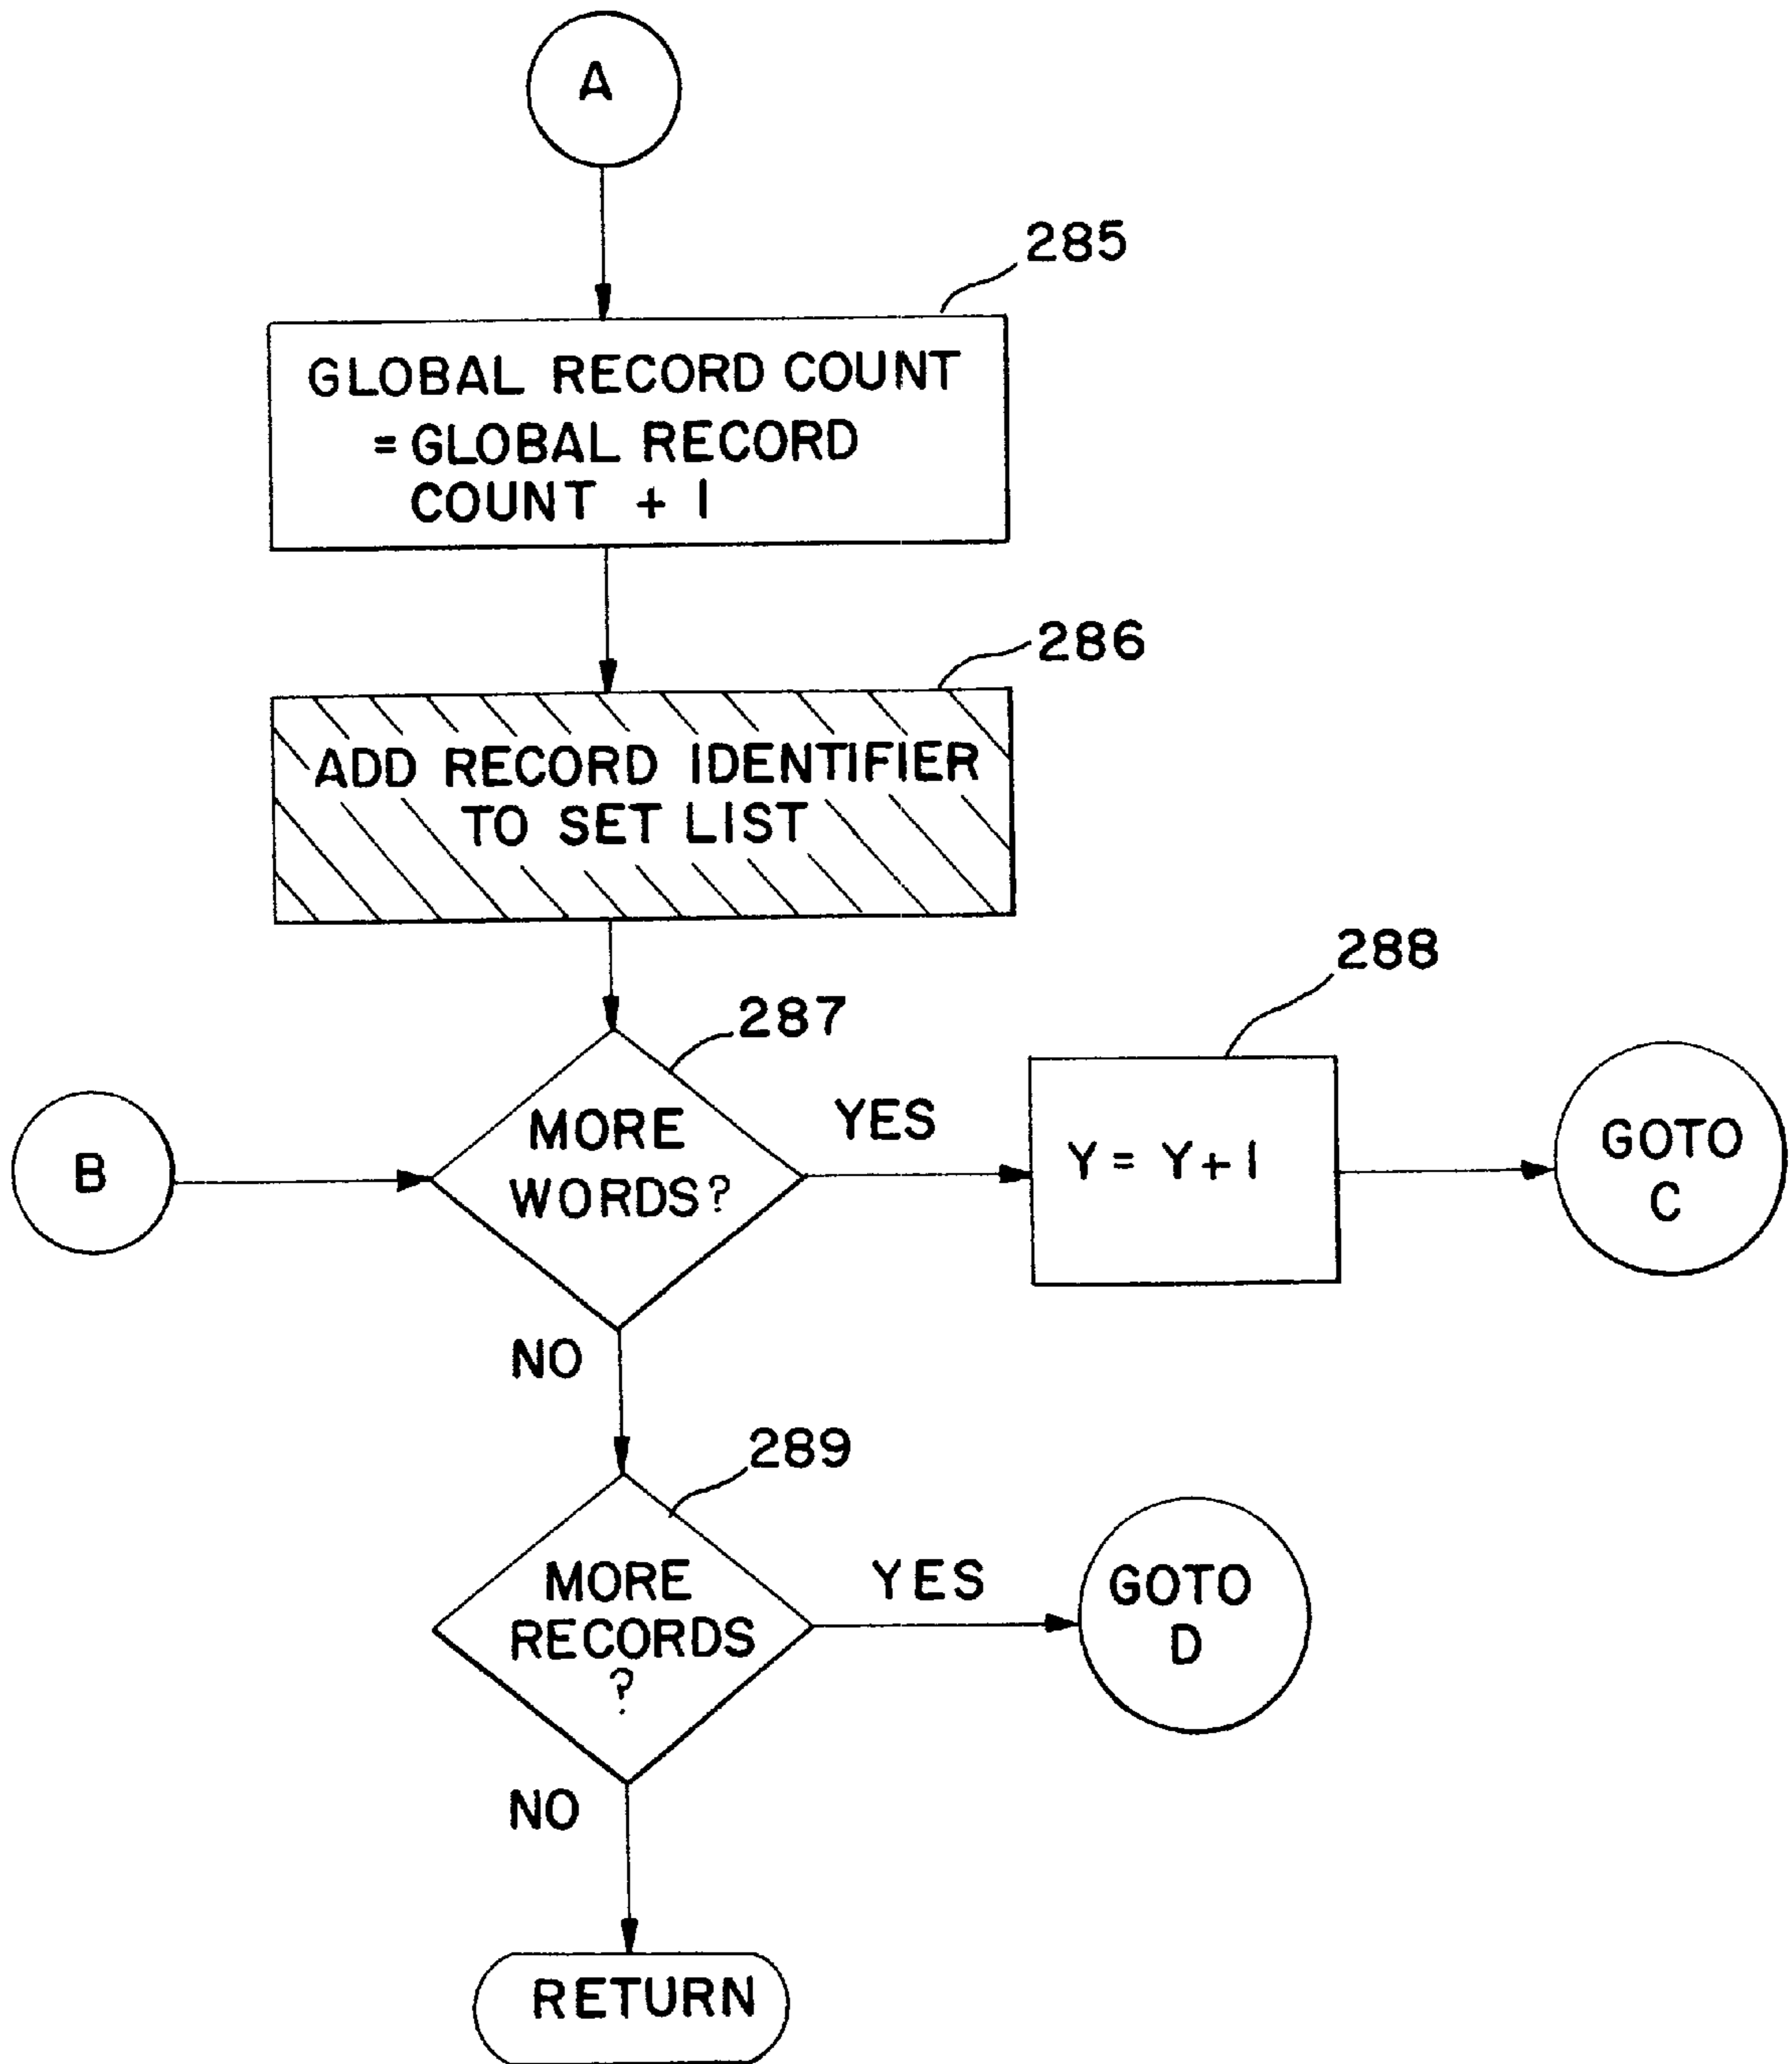 A
285
GLOBAL RECORD COUNT
= GLOBAL RECORD
COUNT + 1
286
ADD RECORD IDENTIFIER
TO SET LIST
287
288
B
MORE
WORDS?
YES
Y = Y+1
GOTO
C
NO
289
MORE
RECORDS
?
YES
GOTO
D
NO
RETURN